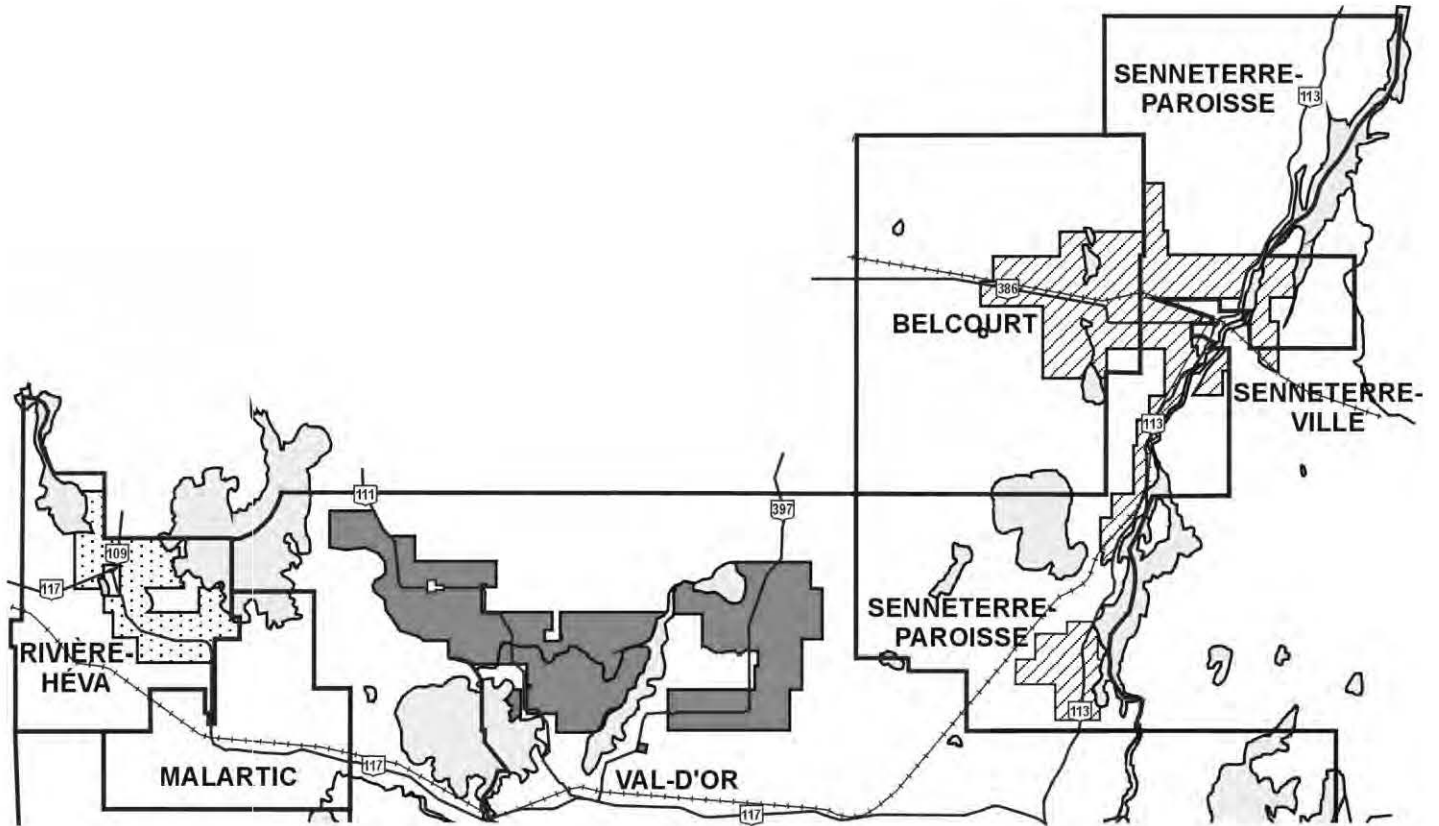 SENNETERRE-
PAROISSE
113
386
BELCOURT
SENNETERRE-
VILLE
113
111
397
109
117
SENNETERRE-
PAROISSE
RIVIÈRE-
HÉVA
113
MALARTIC
117
VAL-D'OR
117